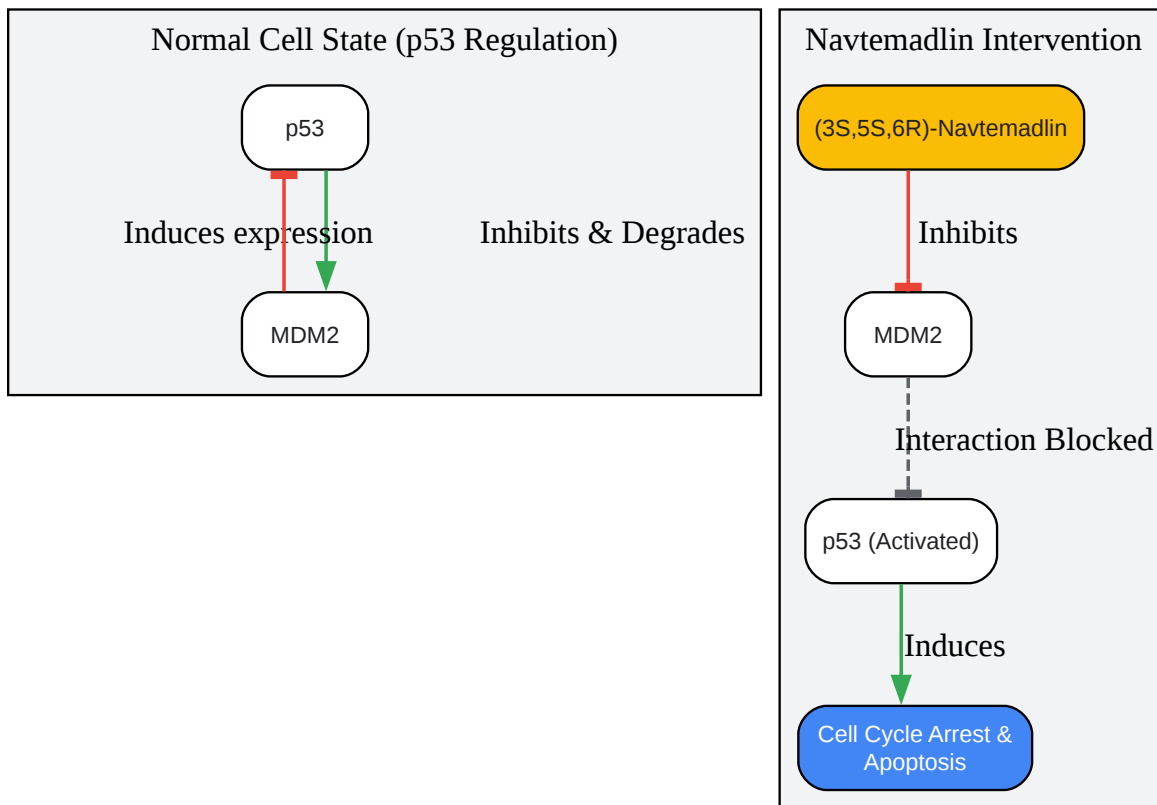 Normal Cell State (p53 Regulation)
p53
Induces expression
Inhibits & Degrades
MDM2
Navtemadlin Intervention
(3S,5S,6R)-Navtemadlin
Inhibits
MDM2
Interaction Blocked
p53 (Activated)
Induces
Cell Cycle Arrest &
Apoptosis